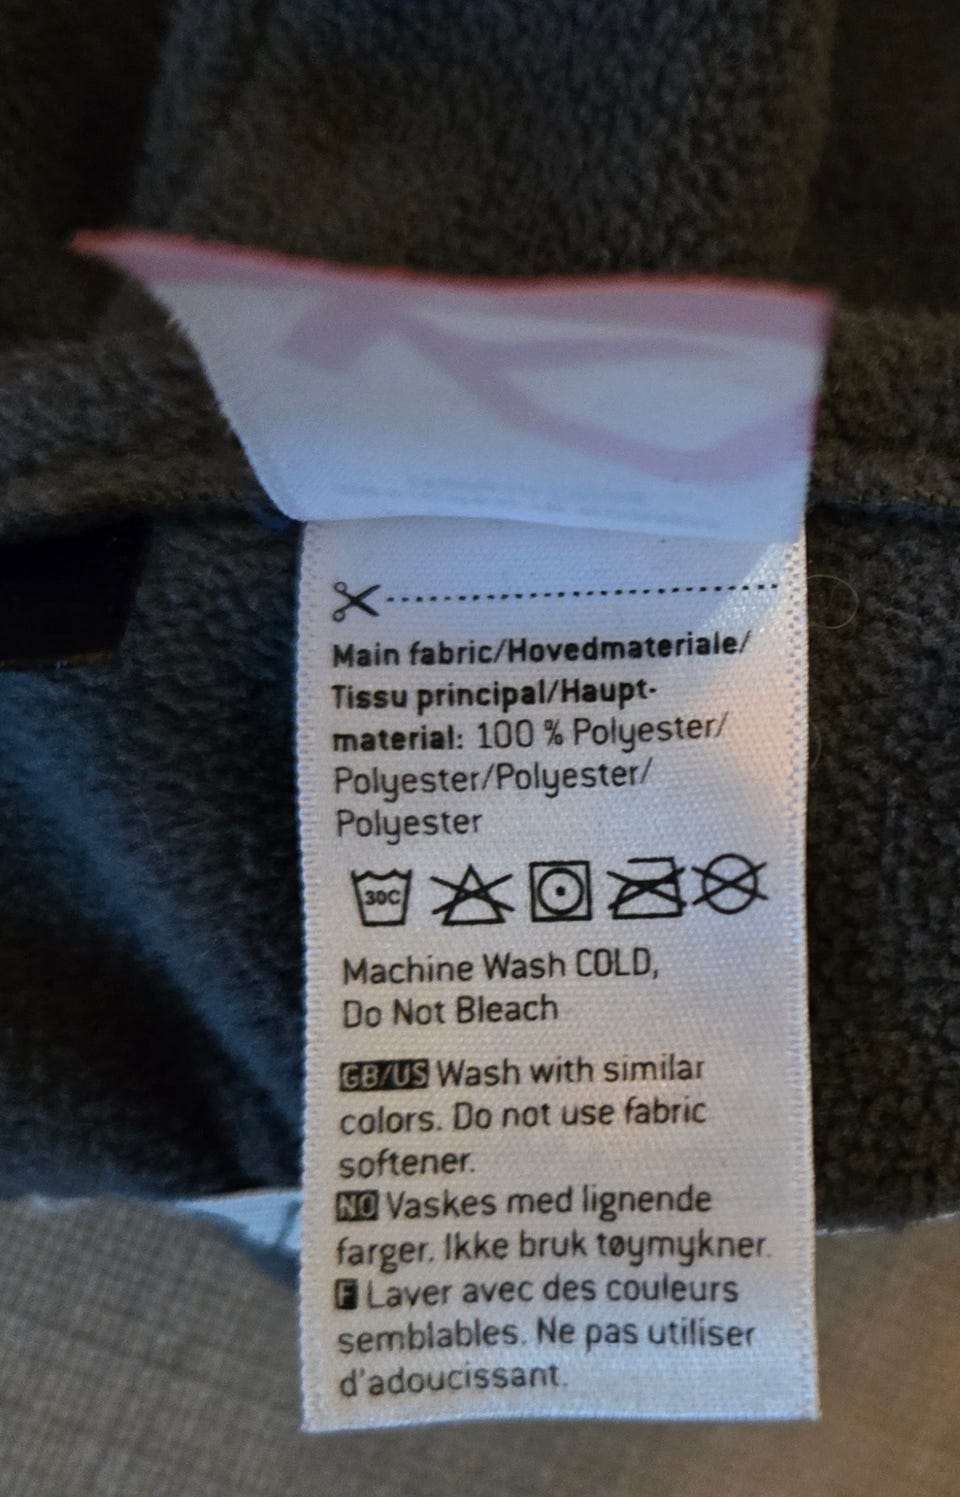 Main fabric/Hovedmateriale/
Tissu principal/Haupt-
material: 100 % Polyester/
Polyester/Polyester/
Polyester
30C
Machine Wash COLD,
Do Not Bleach
GB/US Wash with similar
colors. Do not use fabric
softener.
NO Vaskes med lignende
farger. Ikke bruk tøymykner.
F Laver avec des couleurs
semblables. Ne pas utiliser
d'adoucissant.